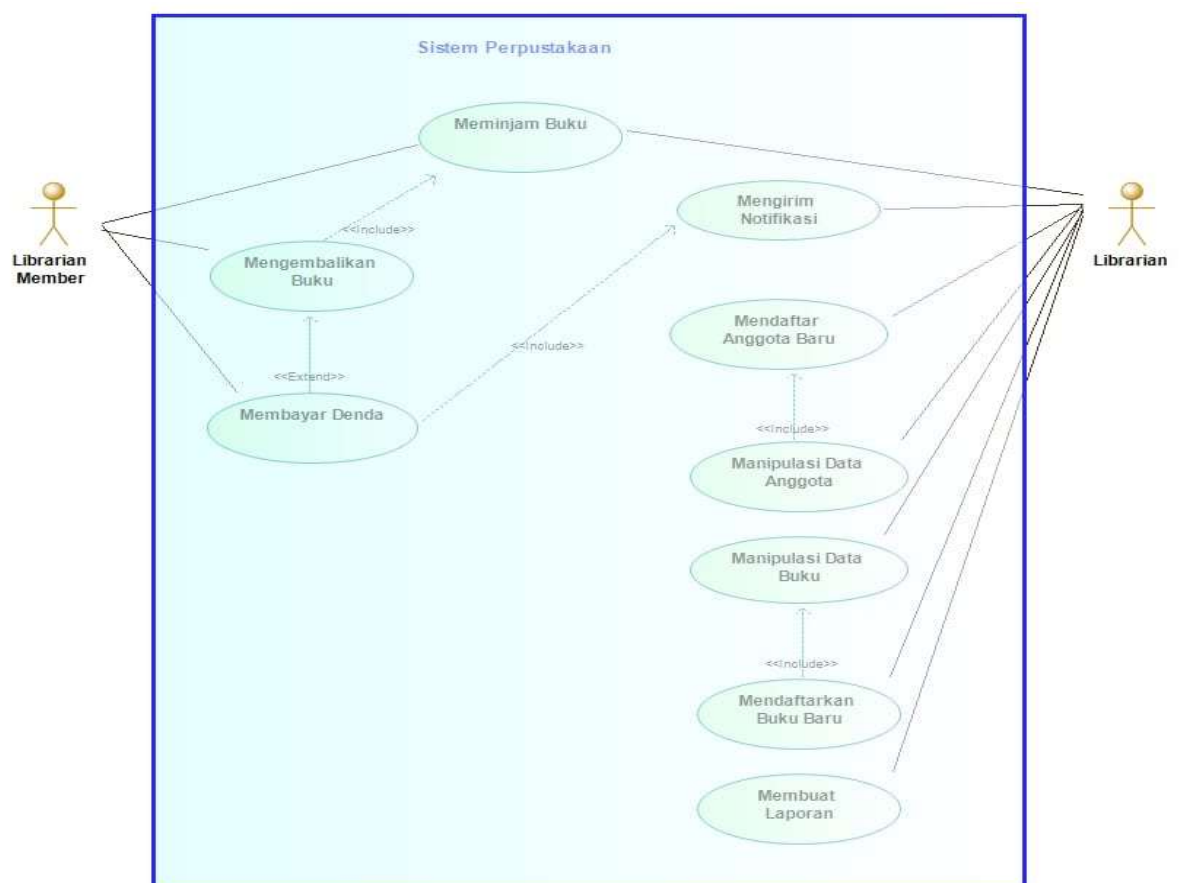 Sistem Perpustakaan
Meminjam Buku
Mengirim
Notifikasi
Librarian
Member
Librarian
<<Include>>
Mengembalikan
Buku
Mendaftar
Anggota Baru
<<Include>>
<<Extend>>
Membayar Denda
<<Include>>
Manipulasi Data
Anggota
Manipulasi Data
Buku
<<Include>>
Mendaftarkan
Buku Baru
Membuat
Laporan